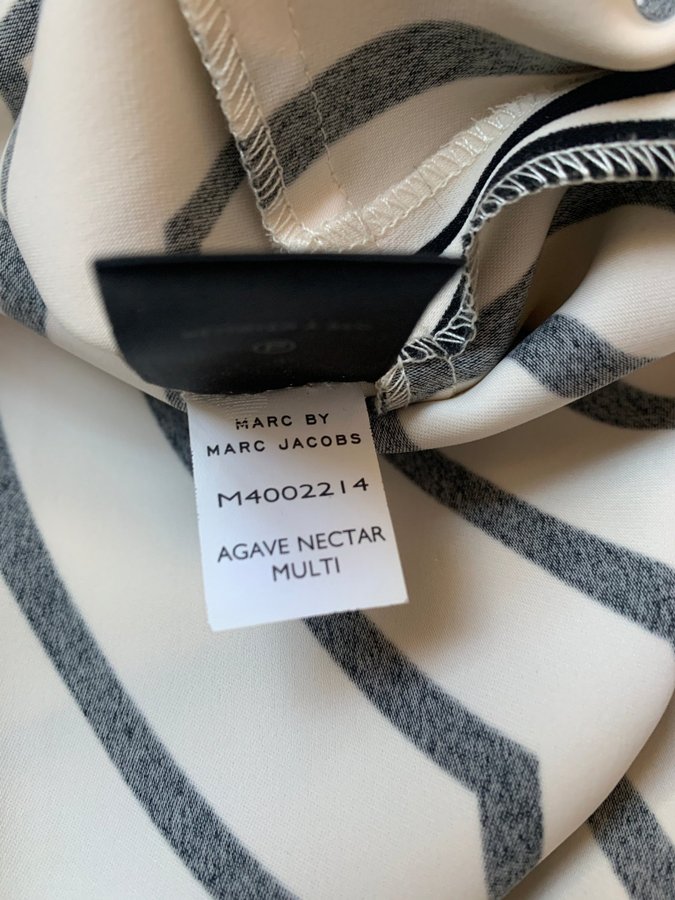 MARC BY
MARC JACOBS
M4002214
AGAVE NECTAR
MULTI